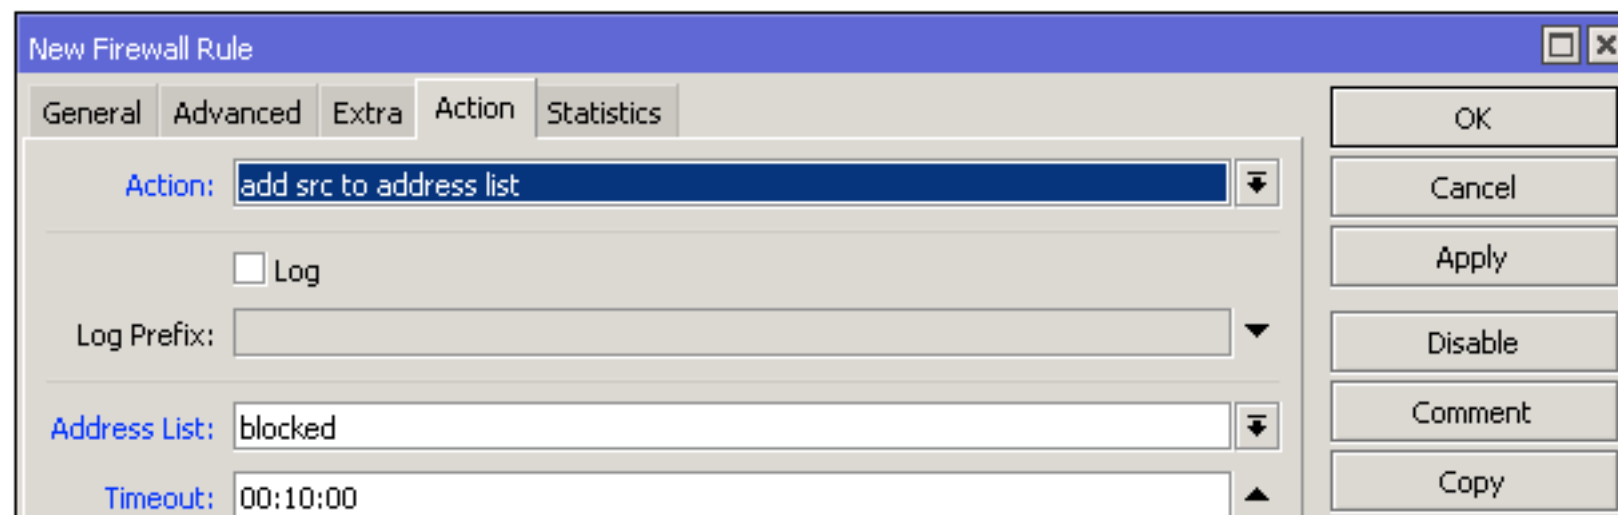 New Firewall Rule
General Advanced Extra Action Statistics
Action: add src to address list
Log
Log Prefix:
Address List: blocked
Timeout: 00:10:00
OK
Cancel
Apply
Disable
Comment
Copy